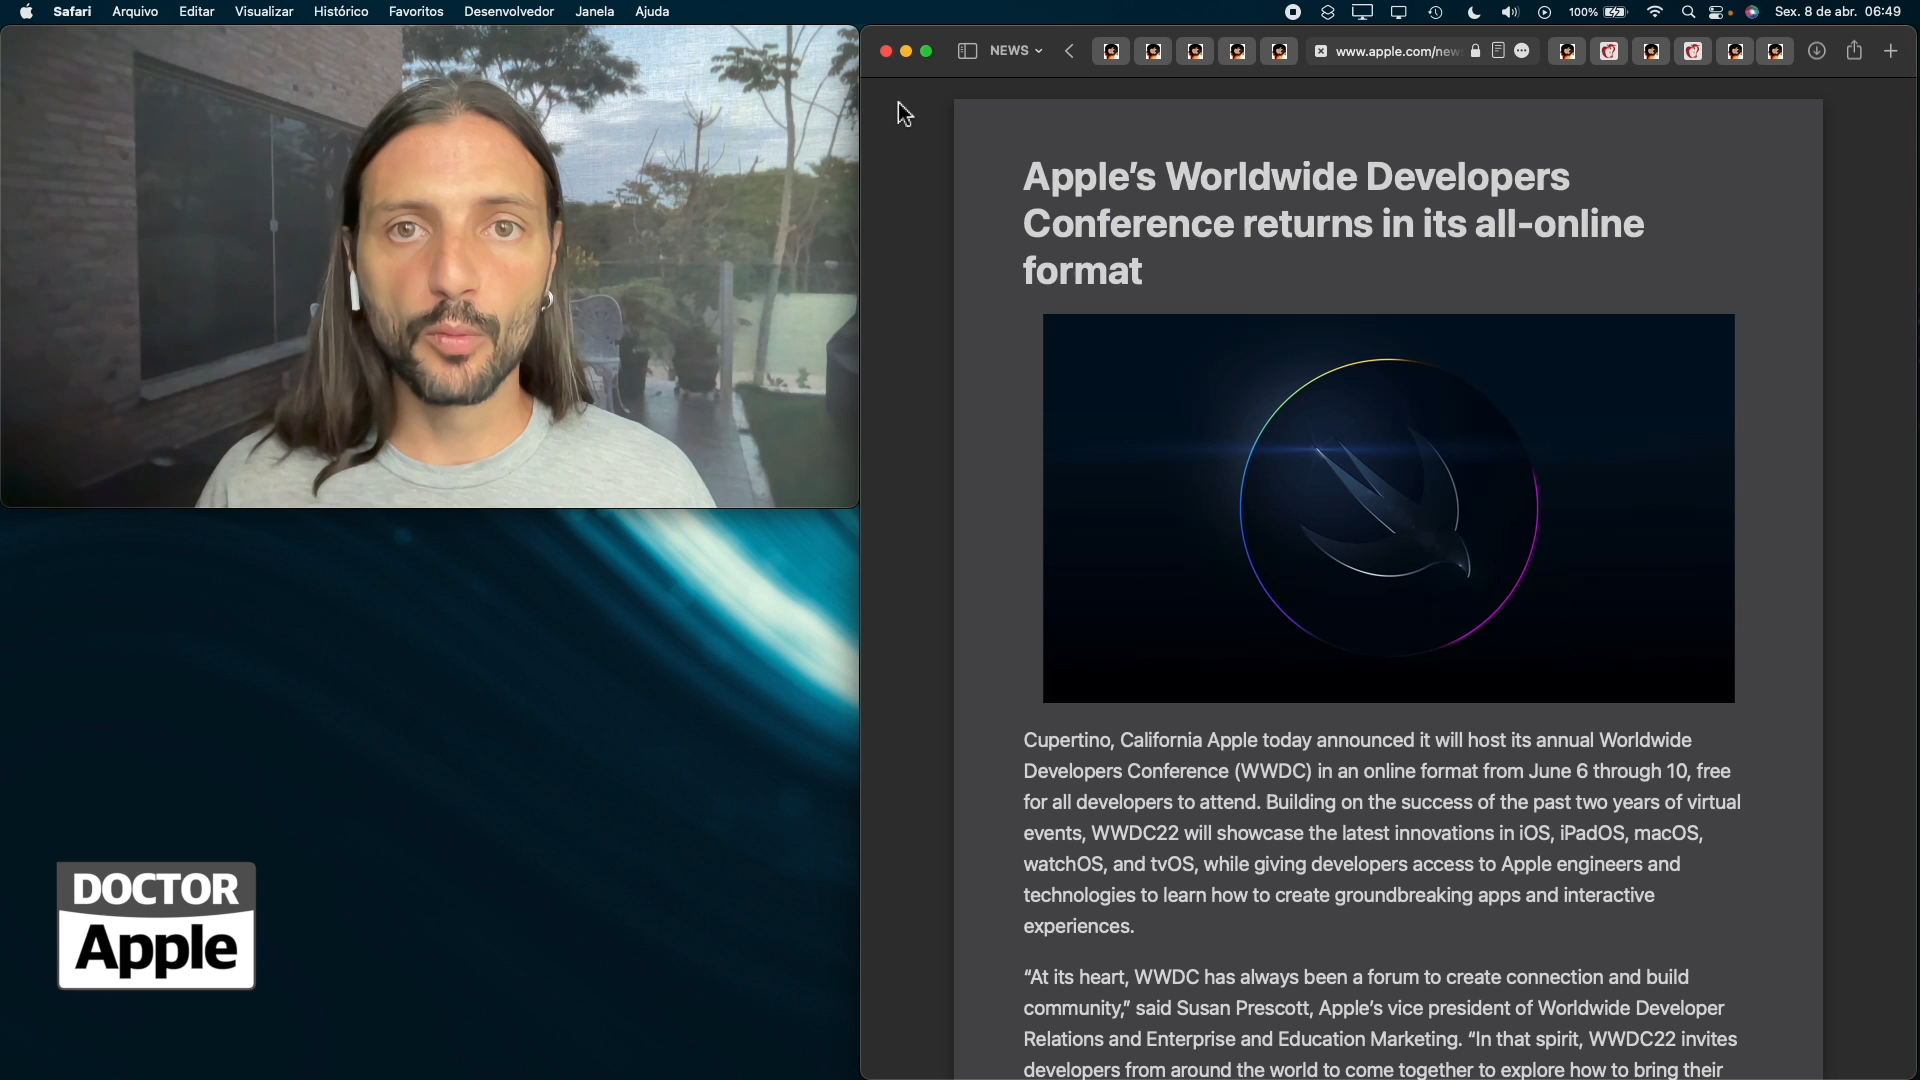 Safari Arquivo Editar Visualizar Histórico Favoritos Desenvolvedor Janela Ajuda
100% Sex. 8 de abr. 06:49
NEWS
www.apple.com/new
Apple’s Worldwide Developers
Conference returns in its all-online
format
Cupertino, California Apple today announced it will host its annual Worldwide
Developers Conference (WWDC) in an online format from June 6 through 10, free
for all developers to attend. Building on the success of the past two years of virtual
events, WWDC22 will showcase the latest innovations in iOS, iPadOS, macOS,
watchOS, and tvOS, while giving developers access to Apple engineers and
technologies to learn how to create groundbreaking apps and interactive
experiences.
“At its heart, WWDC has always been a forum to create connection and build
community,” said Susan Prescott, Apple’s vice president of Worldwide Developer
Relations and Enterprise and Education Marketing. “In that spirit, WWDC22 invites
developers from around the world to come together to explore how to bring their
DOCTOR
Apple